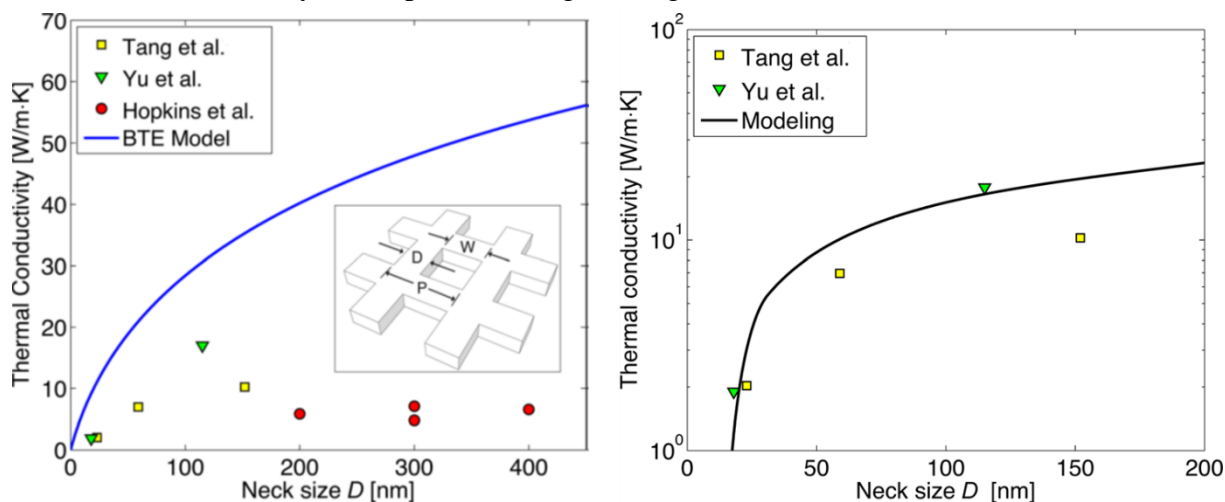 70
60
50
40
30
20
10
0
0
100
200
300
400
Thermal Conductivity [W/m·K]
Neck size D [nm]
Tang et al.
Yu et al.
Hopkins et al.
BTE Model
W
D
P
10²
10¹
10⁰
0
50
100
150
200
Thermal conductivity [W/m·K]
Neck size D [nm]
Tang et al.
Yu et al.
Modeling